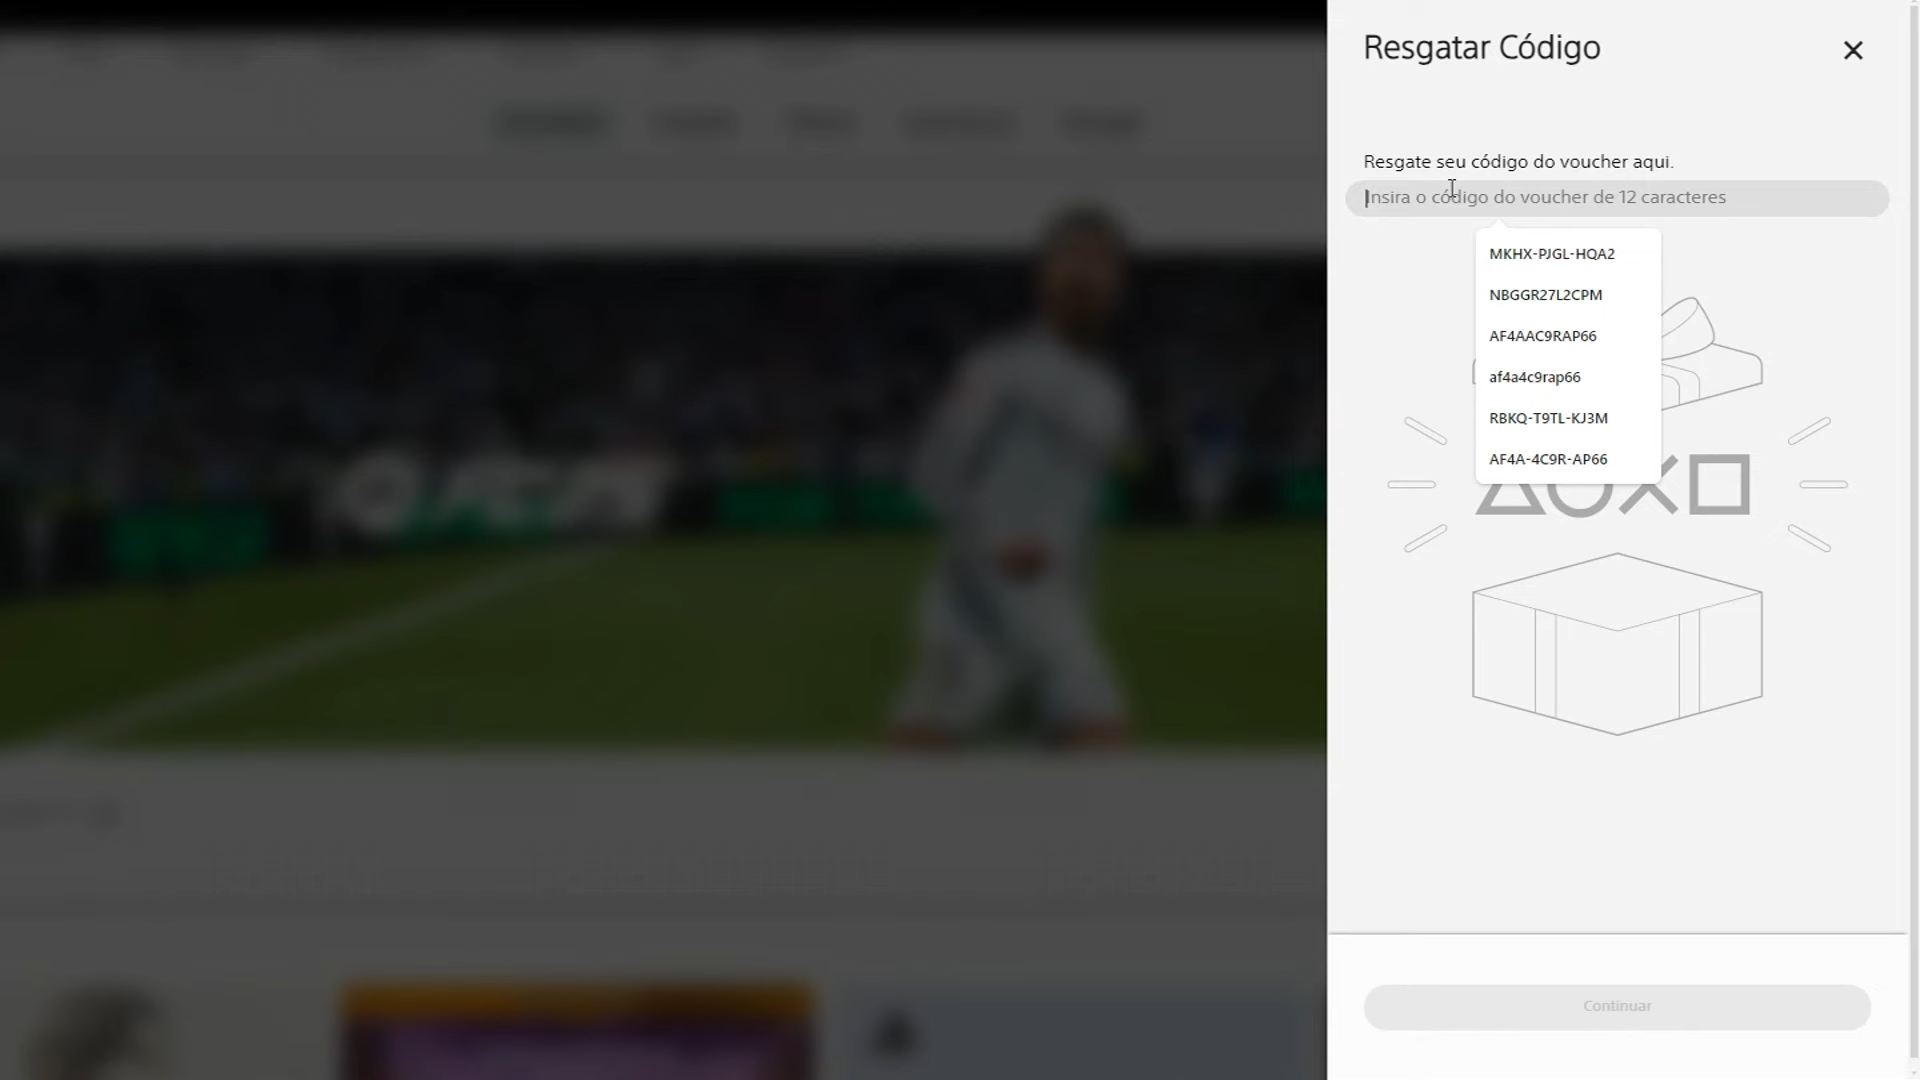 Resgatar Código
Resgate seu código do voucher aqui.
Insira o código do voucher de 12 caracteres
MKHX-PJGL-HQA2
NBGGR27L2CPM
AF4AAC9RAP66
af4a4c9rap66
RBKQ-T9TL-KJ3M
AF4A-4C9R-AP66
Continuar